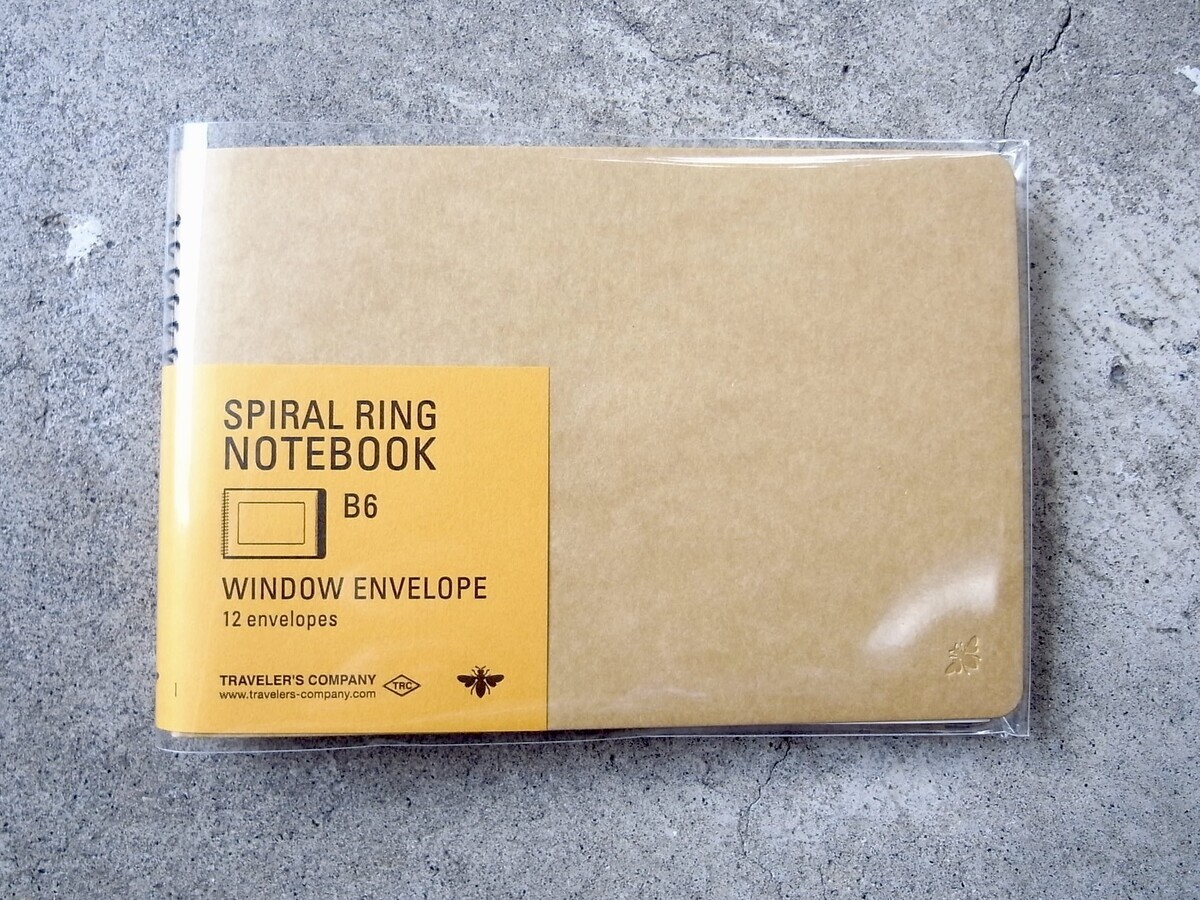 SPIRAL RING
NOTEBOOK
B6
WINDOW ENVELOPE
12 envelopes
TRAVELER'S COMPANY
www.travelers-company.com
TRC